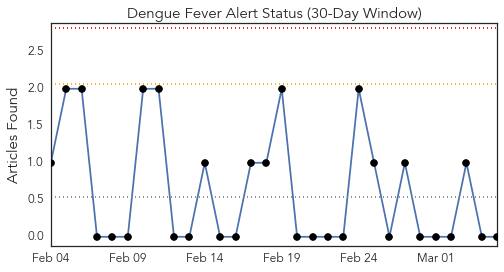 Dengue Fever Alert Status (30-Day Window)
Articles Found
2.5
2.0
1.5
1.0
0.5
0.0
Feb 04 Feb 09 Feb 14 Feb 19 Feb 24 Mar 01